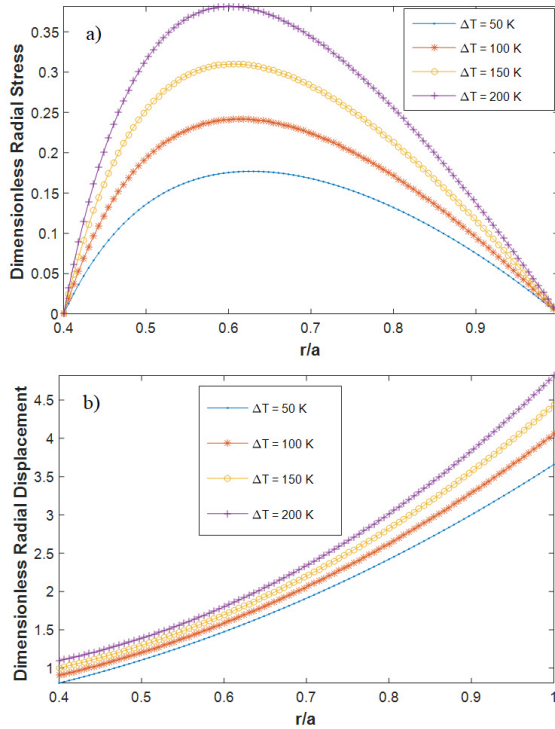 a)
Dimensionless Radial Stress
0.35
0.3
0.25
0.2
0.15
0.1
0.05
0
0.4
0.5
0.6
0.7
0.8
0.9
r/a
ΔT = 50 K
ΔT = 100 K
ΔT = 150 K
ΔT = 200 K
b)
Dimensionless Radial Displacement
4.5
4
3.5
3
2.5
2
1.5
1
0.4
0.5
0.6
0.7
0.8
0.9
1
r/a
ΔT = 50 K
ΔT = 100 K
ΔT = 150 K
ΔT = 200 K